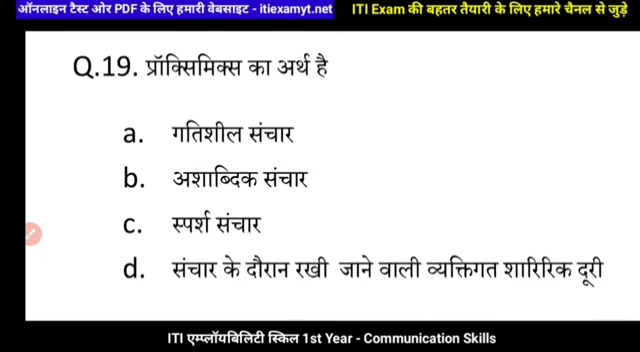 ऑनलाइन टैस्ट ओर PDF के लिए हमारी वेबसाइट - itiexamyt.net ITI Exam की बहतर तैयारी के लिए हमारे चैनल से जुड़े
Q.19. प्रॉक्सिमिक्स का अर्थ है
a. गतिशील संचार
b. अशाब्दिक संचार
c. स्पर्श संचार
d. संचार के दौरान रखी जाने वाली व्यक्तिगत शारिरिक दूरी
ITI एम्प्लॉयबिलिटी स्किल 1st Year - Communication Skills